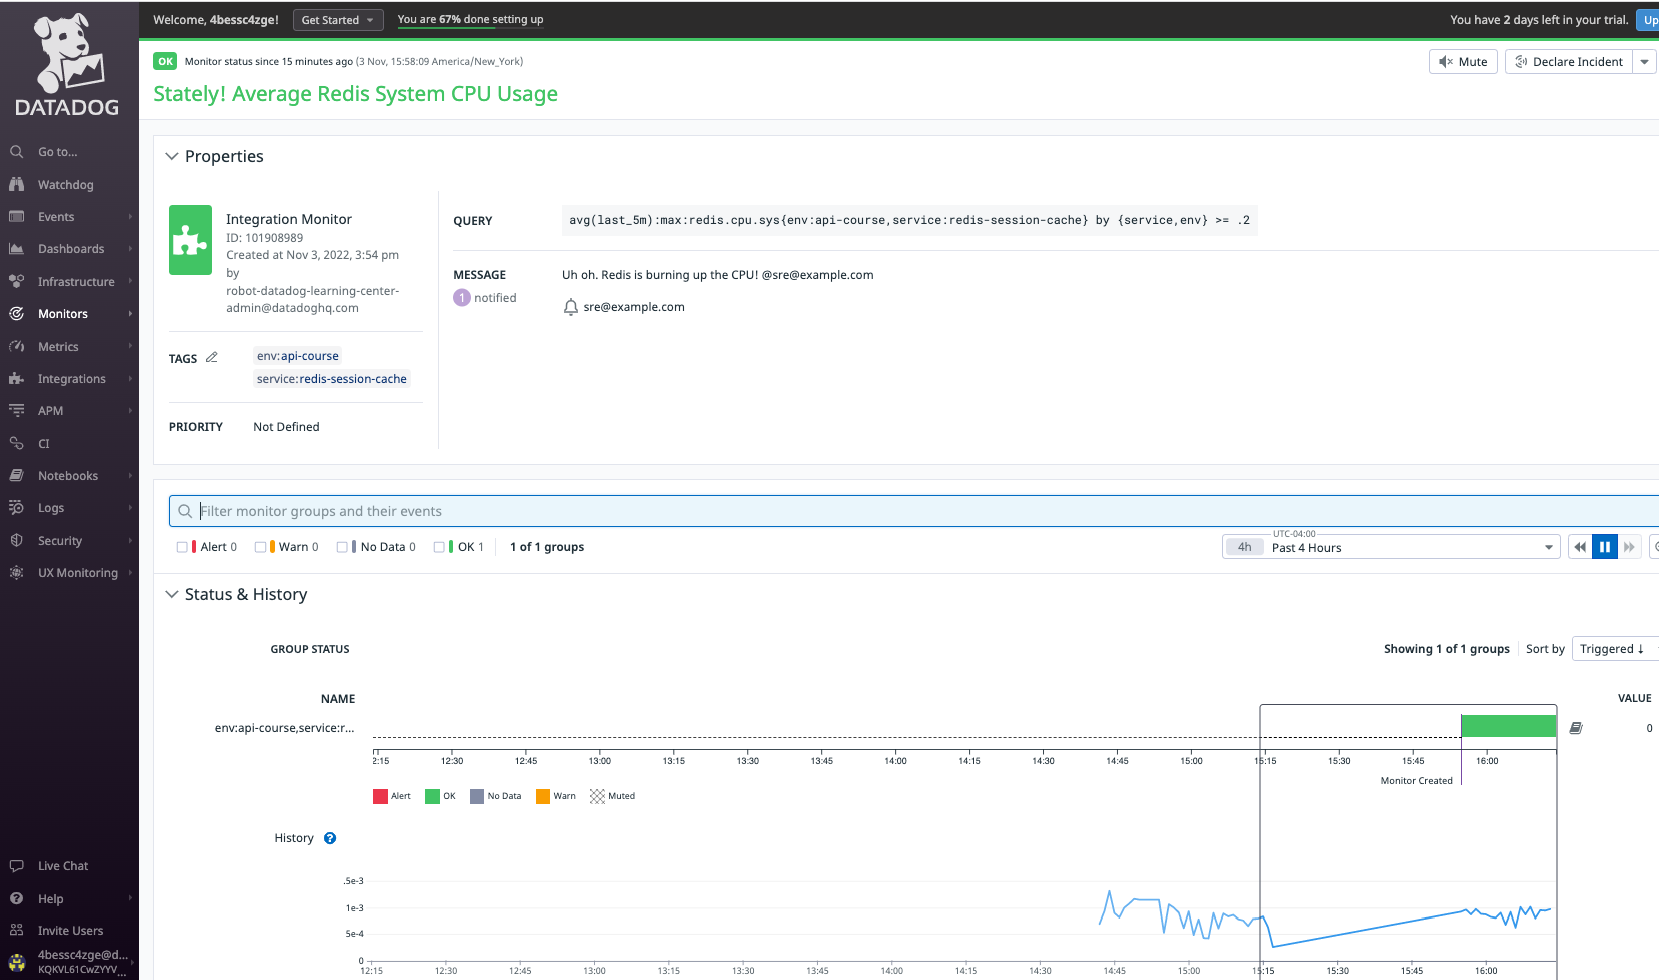 Welcome, 4bessc4zge!
Get Started
You are 67% done setting up
You have 2 days left in your trial.
Up
DATADOG
Go to...
Watchdog
Events
Dashboards
Infrastructure
Monitors
Metrics
Integrations
APM
CI
Notebooks
Logs
Security
UX Monitoring
Live Chat
Help
Invite Users
4bessc4zge@d...
KQKVL61CwZYYV...
OK
Monitor status since 15 minutes ago (3 Nov, 15:58:09 America/New_York)
Mute
Declare Incident
Stately! Average Redis System CPU Usage
Properties
Integration Monitor
ID: 101908989
Created at Nov 3, 2022, 3:54 pm
by
robot-datadog-learning-center-
admin@datadoghq.com
TAGS
env:api-course
service:redis-session-cache
PRIORITY
Not Defined
QUERY
avg(last_5m):max:redis.cpu.sys{env:api-course,service:redis-session-cache} by {service,env} >= .2
MESSAGE
1 notified
Uh oh. Redis is burning up the CPU! @sre@example.com
sre@example.com
Filter monitor groups and their events
Alert 0
Warn 0
No Data 0
OK 1
1 of 1 groups
UTC-04:00
4h
Past 4 Hours
Status & History
GROUP STATUS
Showing 1 of 1 groups
Sort by
Triggered ↓
NAME
VALUE
env:api-course,service:r...
0
2:15 12:30 12:45 13:00 13:15 13:30 13:45 14:00 14:15 14:30 14:45 15:00 15:15 15:30 15:45 16:00
Monitor Created
Alert
OK
No Data
Warn
Muted
History
.5e-3
1e-3
5e-4
0
12:15 12:30 12:45 13:00 13:15 13:30 13:45 14:00 14:15 14:30 14:45 15:00 15:15 15:30 15:45 16:00